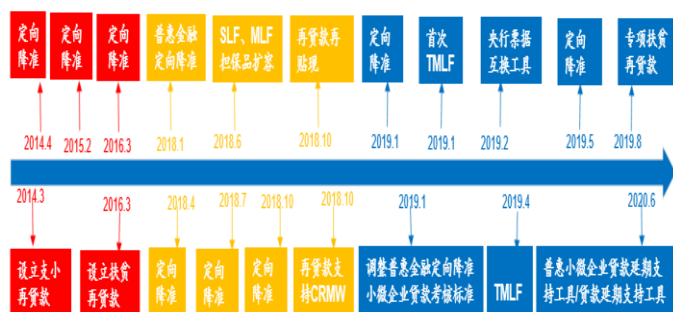 定向
降准
定向
降准
定向
降准
普惠金融
定向降准
SLF、MLF
担保品扩容
再贷款再
贴现
定向
降准
首次
TMLF
央行票据
互换工具
定向
降准
专项扶贫
再贷款
2014.4
2015.2
2016.3
2018.1
2018.6
2018.10
2019.1
2019.1
2019.2
2019.5
2019.8
2014.3
2016.3
2018.4
2018.7
2018.10
2018.10
2019.1
2019.4
2020.6
设立支小
再贷款
设立扶贫
再贷款
定向
降准
定向
降准
定向
降准
再贷款支
持CRMW
调整普惠金融定向降准
小微企业贷款考核标准
TMLF
普惠小微企业贷款延期支
持工具/贷款延期支持工具